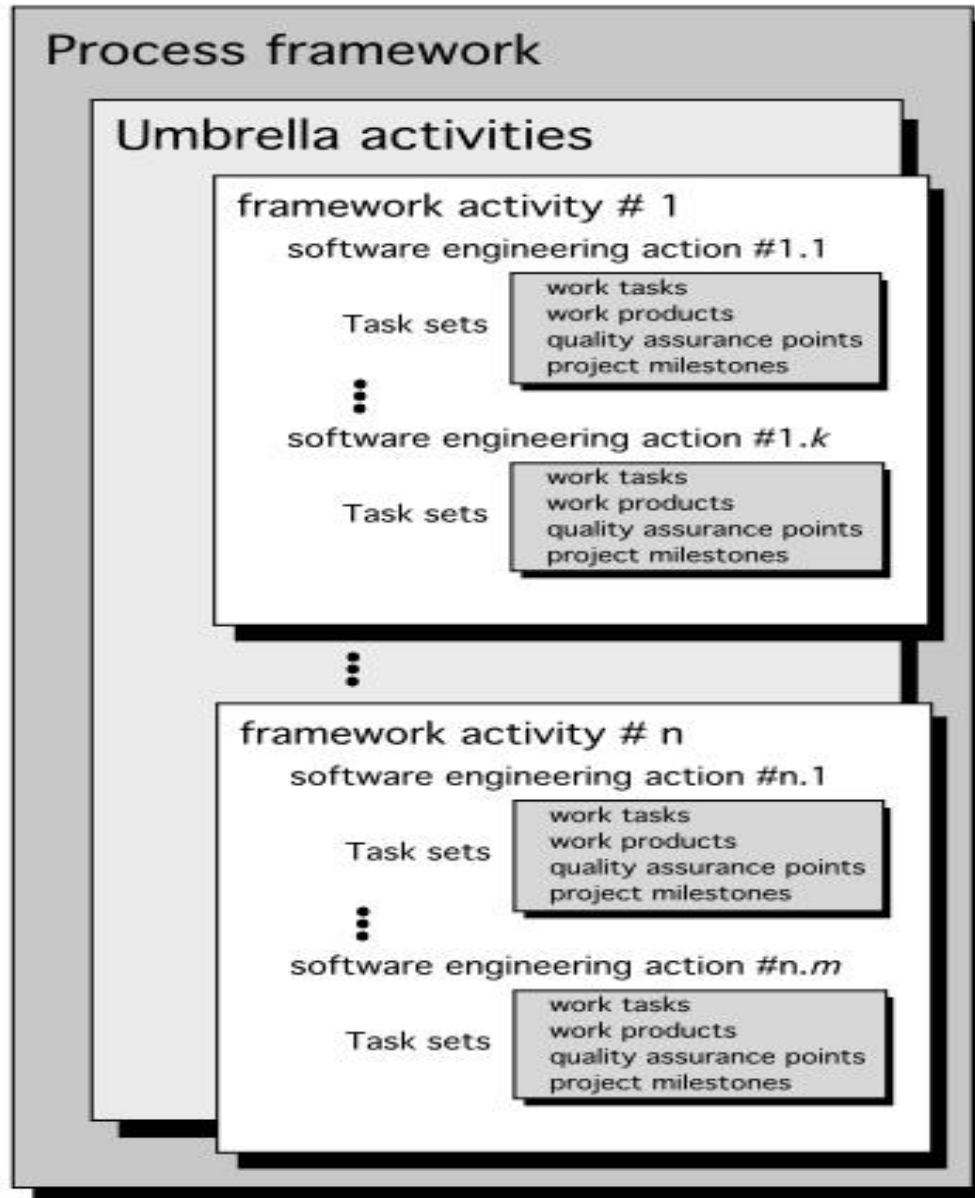 Process framework
Umbrella activities
framework activity # 1
software engineering action #1.1
Task sets
work tasks
work products
quality assurance points
project milestones
software engineering action #1.k
Task sets
work tasks
work products
quality assurance points
project milestones
framework activity # n
software engineering action #n.1
Task sets
work tasks
work products
quality assurance points
project milestones
software engineering action #n.m
Task sets
work tasks
work products
quality assurance points
project milestones